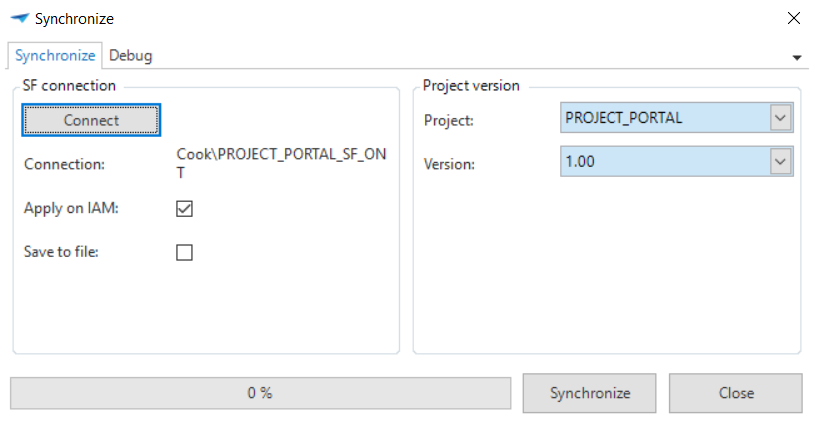 Synchronize
Synchronize Debug
SF connection
Connect
Connection: Cook\PROJECT_PORTAL_SF_ON
T
Apply on IAM:
Save to file:
Project version
Project: PROJECT_PORTAL
Version: 1.00
0 %
Synchronize
Close